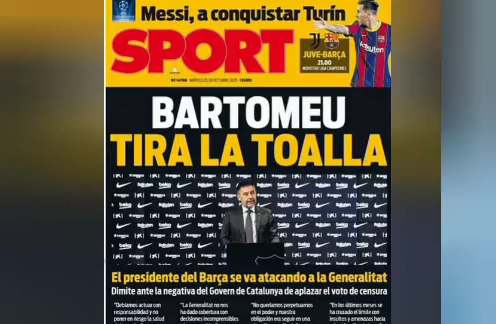 Messi, a conquistar Turín
SPORT
JUVE-BARÇA
21.00
MOVISTAR LIGA CAMPEONES
Rakuten
BARTOMEU
TIRA LA TOALLA
El presidente del Barça se va atacando a la Generalitat
Dimite ante la negativa del Govern de Catalunya de aplazar el voto de censura
"Debíamos actuar con
responsabilidad y no
poner en riesgo la salud
"La Generalitat no nos
ha dado cobertura con
decisiones incomprensibles
"No queríamos perpetuarnos
en el poder y nuestra
obligación era seguir en una
"En los últimos meses se
ha cruzado el límite con
insultos y amenazas hacia